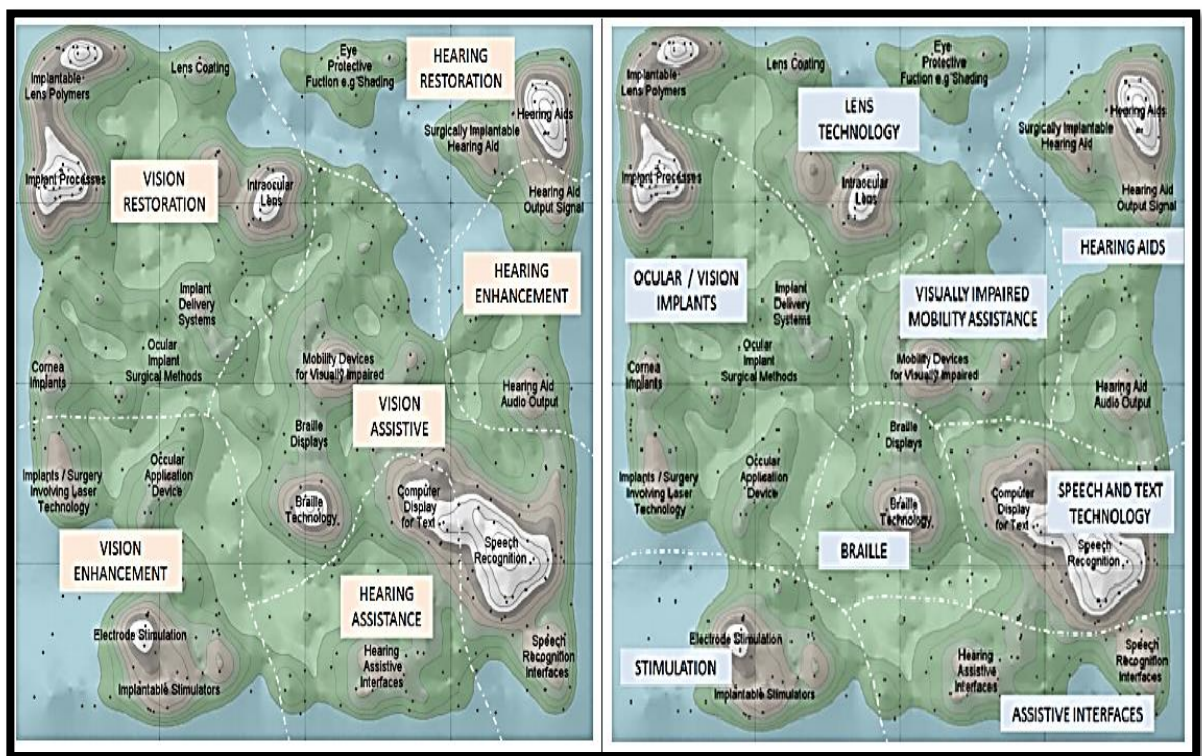 HEARING
RESTORATION
Lens Coating
Eye
Protective
Fuction e.g Shading
Implantable
Lens Polymers
Hearing Aids
Surgically Implantable
Hearing Aid
Implant Processes
VISION
RESTORATION
Intraocular
Lens
Hearing Aid
Output Signal
HEARING
ENHANCEMENT
Implant
Delivery
Systems
Ocular
Implant
Surgical Methods
Cornea
Implants
Mobility Devices
for Visually Impaired
Hearing Aid
Audio Output
VISION
ASSISTIVE
Braille
Displays
Implants / Surgery
Involving Laser
Technology
Occular
Application
Device
Braille
Technology
Computer
Display
for Text
Speech
Recognition
VISION
ENHANCEMENT
HEARING
ASSISTANCE
Electrode Stimulation
Implantable Stimulators
Hearing
Assistive
Interfaces
Speech
Recognition
Interfaces
Lens Coating
Eye
Protective
Fuction e.g Shading
Implantable
Lens Polymers
LENS
TECHNOLOGY
Hearing Aids
Surgically Implantable
Hearing Aid
Implant Processes
Intraocular
Lens
Hearing Aid
Output Signal
HEARING AIDS
OCULAR / VISION
IMPLANTS
Implant
Delivery
Systems
VISUALLY IMPAIRED
MOBILITY ASSISTANCE
Ocular
Implant
Surgical Methods
Cornea
Implants
Mobility Devices
for Visually Impaired
Hearing Aid
Audio Output
Braille
Displays
Implants / Surgery
Involving Laser
Technology
Occular
Application
Device
Braille
Technology
Computer
Display
for Text
SPEECH AND TEXT
TECHNOLOGY
Speech
Recognition
BRAILLE
Electrode Stimulation
STIMULATION
Implantable Stimulators
Hearing
Assistive
Interfaces
Speech
Recognition
Interfaces
ASSISTIVE INTERFACES